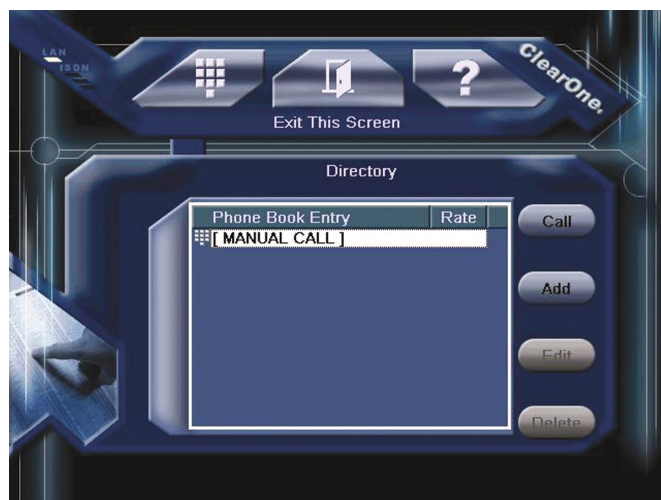 LAN
ISDN
?
ClearOne.
Exit This Screen
Directory
Phone Book Entry Rate
[ MANUAL CALL ]
Call
Add
Edit
Delete